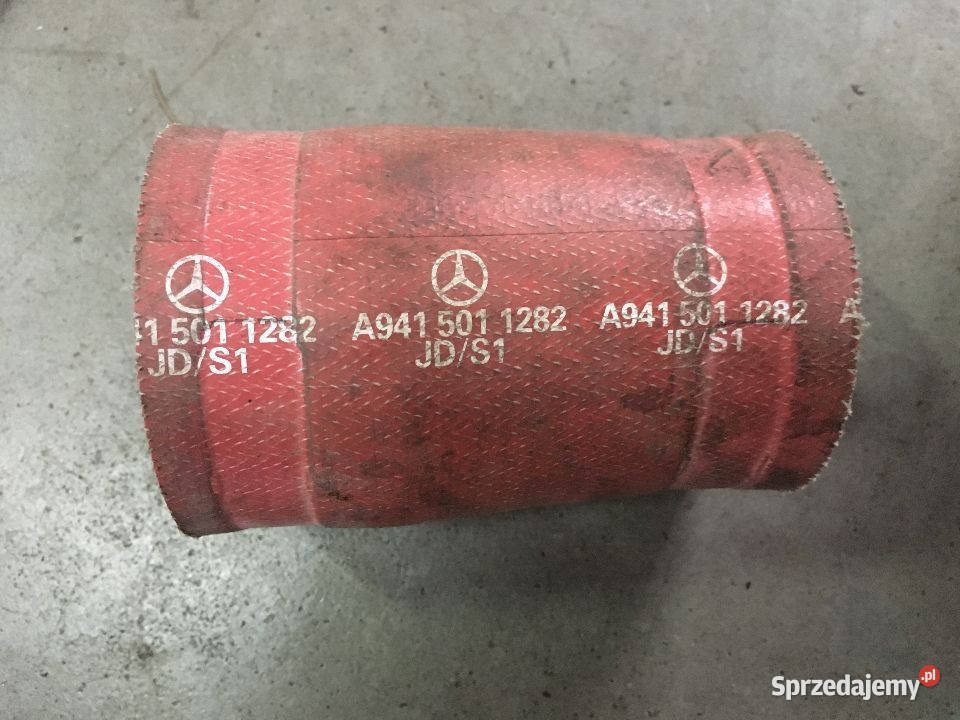 41 501 1282
JD/S1
A941 501 1282
JD/S1
A941 501 1282
JD/S1
A
Sprzedajemy.pl